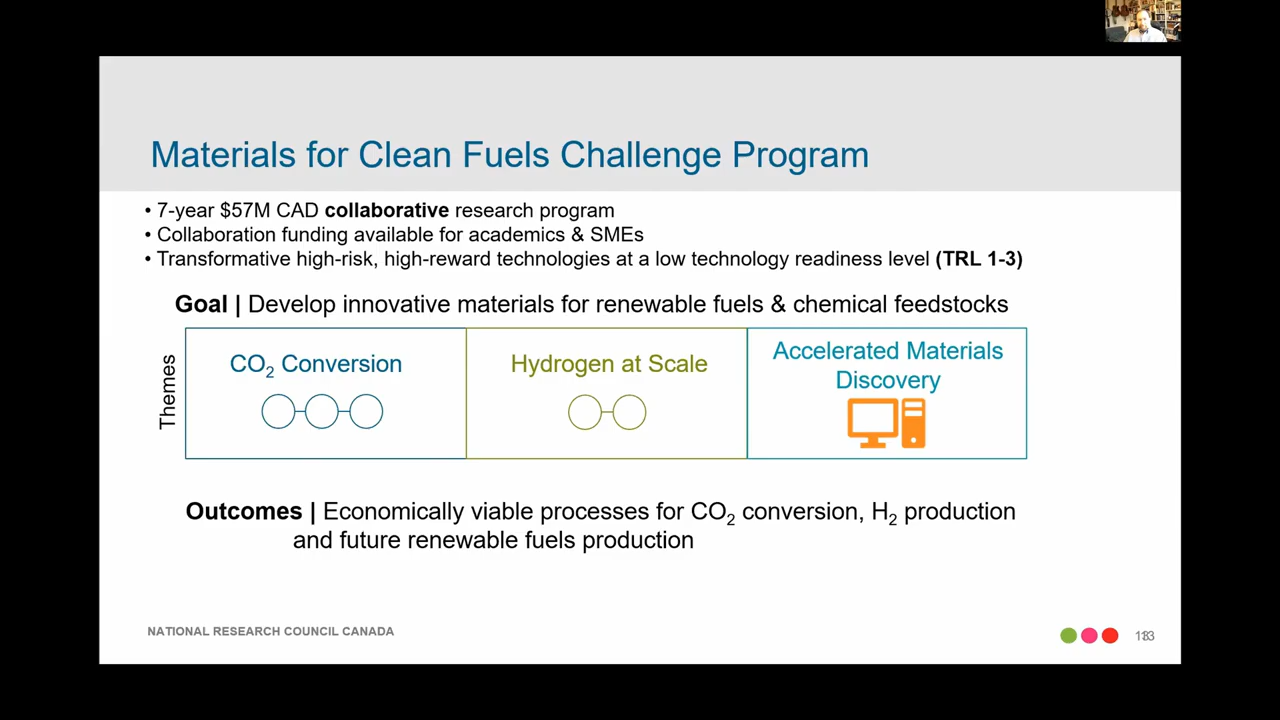 Materials for Clean Fuels Challenge Program
• 7-year $57M CAD collaborative research program
• Collaboration funding available for academics & SMEs
• Transformative high-risk, high-reward technologies at a low technology readiness level (TRL 1-3)
Goal | Develop innovative materials for renewable fuels & chemical feedstocks
Themes
CO₂ Conversion
Hydrogen at Scale
Accelerated Materials
Discovery
Outcomes | Economically viable processes for CO₂ conversion, H₂ production
and future renewable fuels production
NATIONAL RESEARCH COUNCIL CANADA